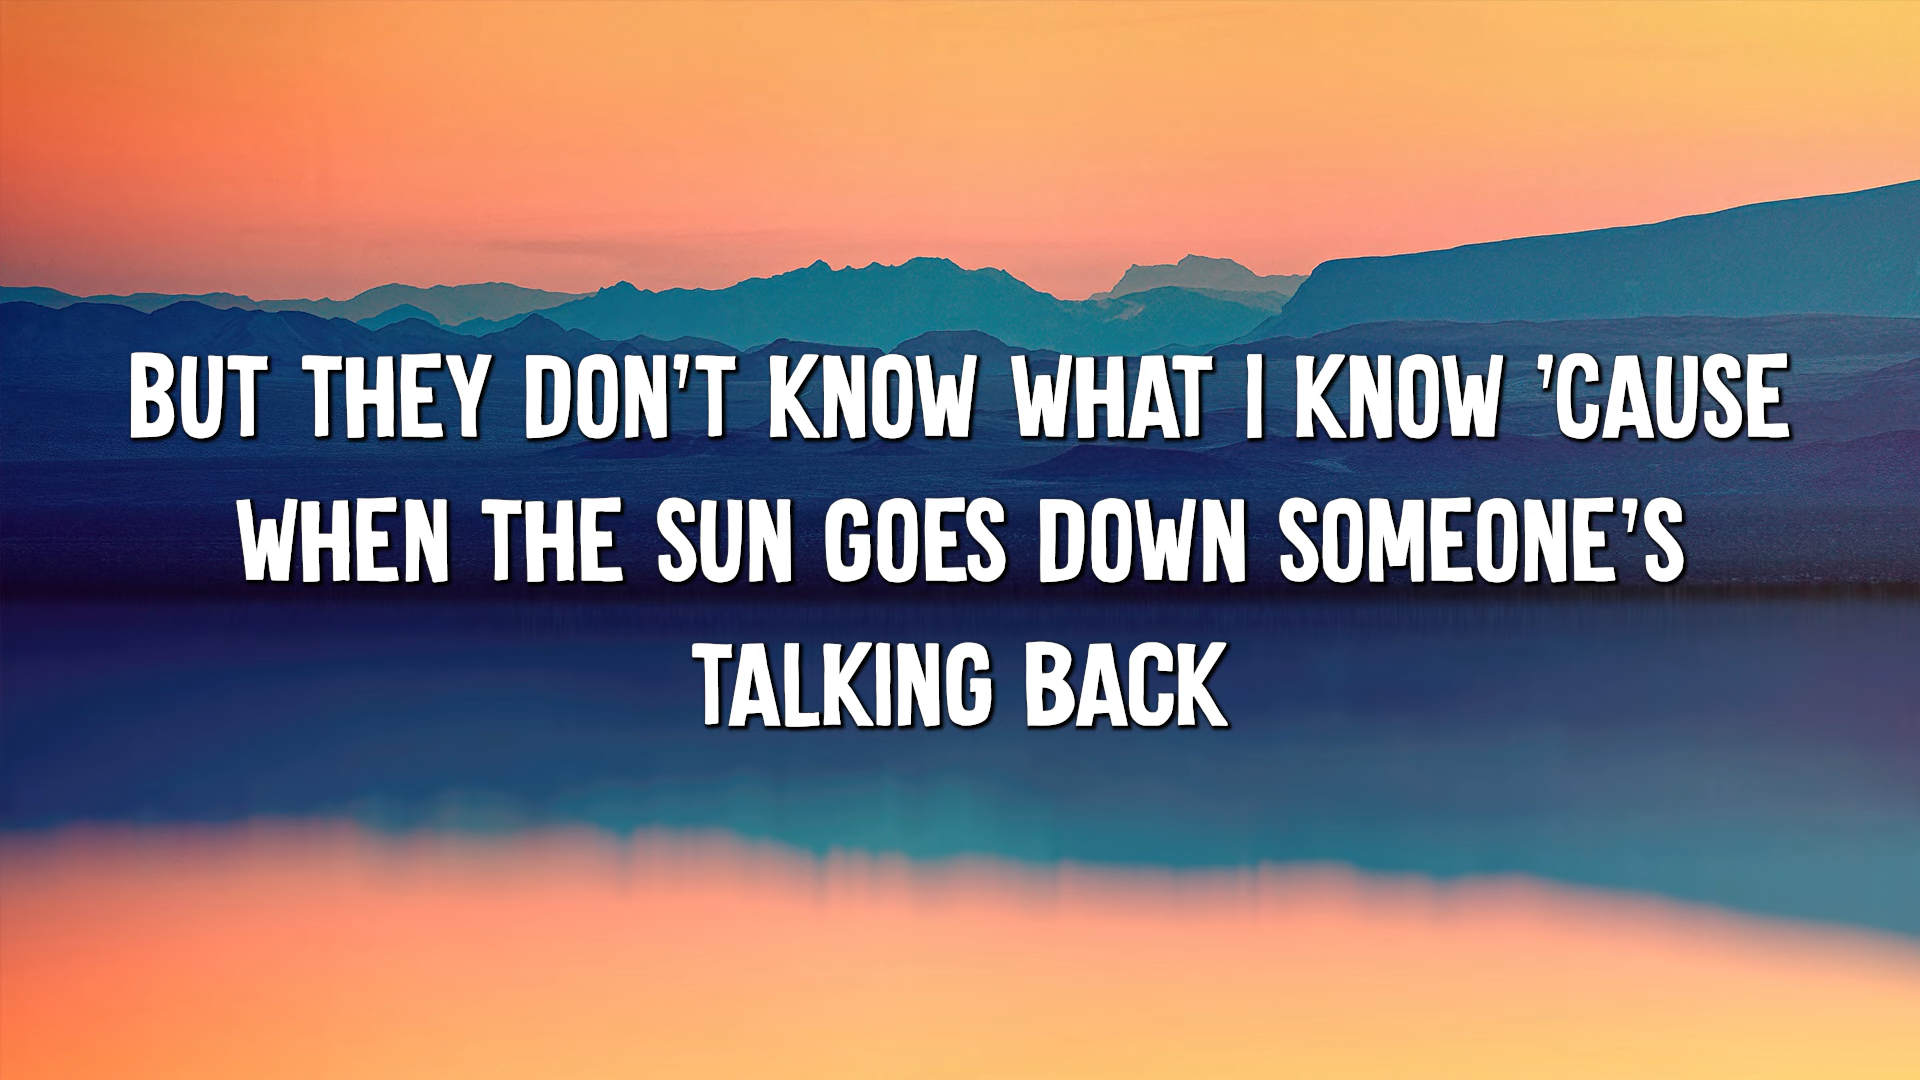 BUT THEY DON'T KNOW WHAT I KNOW 'CAUSE
WHEN THE SUN GOES DOWN SOMEONE'S
TALKING BACK